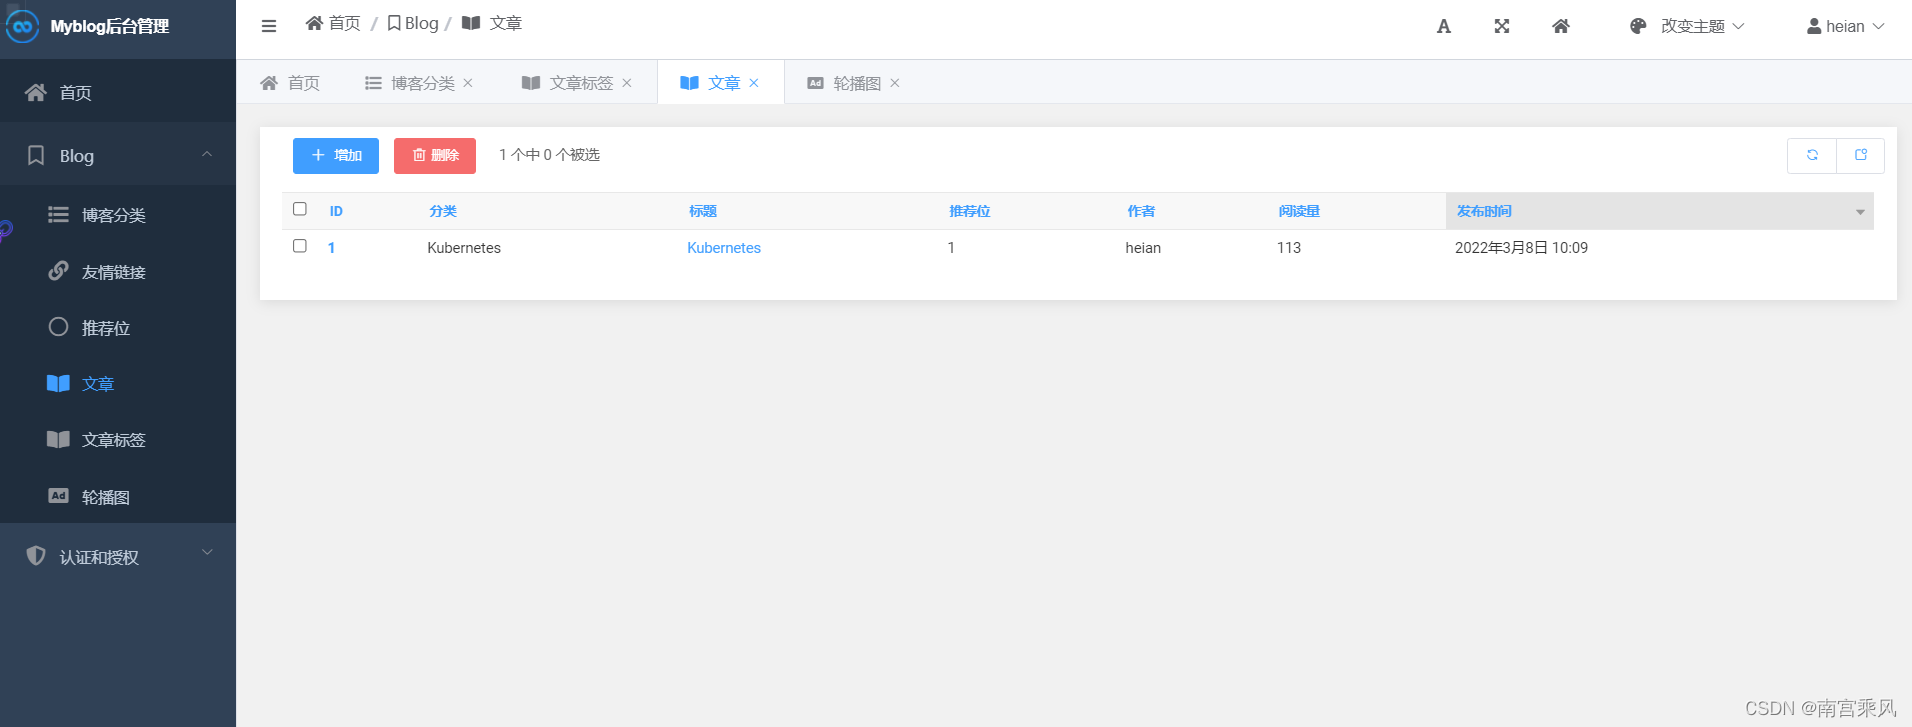 Myblog后台管理
首页 / Blog / 文章
改变主题
heian
首页
博客分类
文章标签
文章
轮播图
首页
Blog
博客分类
友情链接
推荐位
文章
文章标签
Ad 轮播图
认证和授权
增加
删除
1 个中 0 个被选
ID 分类 标题 推荐位 作者 阅读量 发布时间
1 Kubernetes Kubernetes 1 heian 113 2022年3月8日 10:09
CSDN @南宫乘风